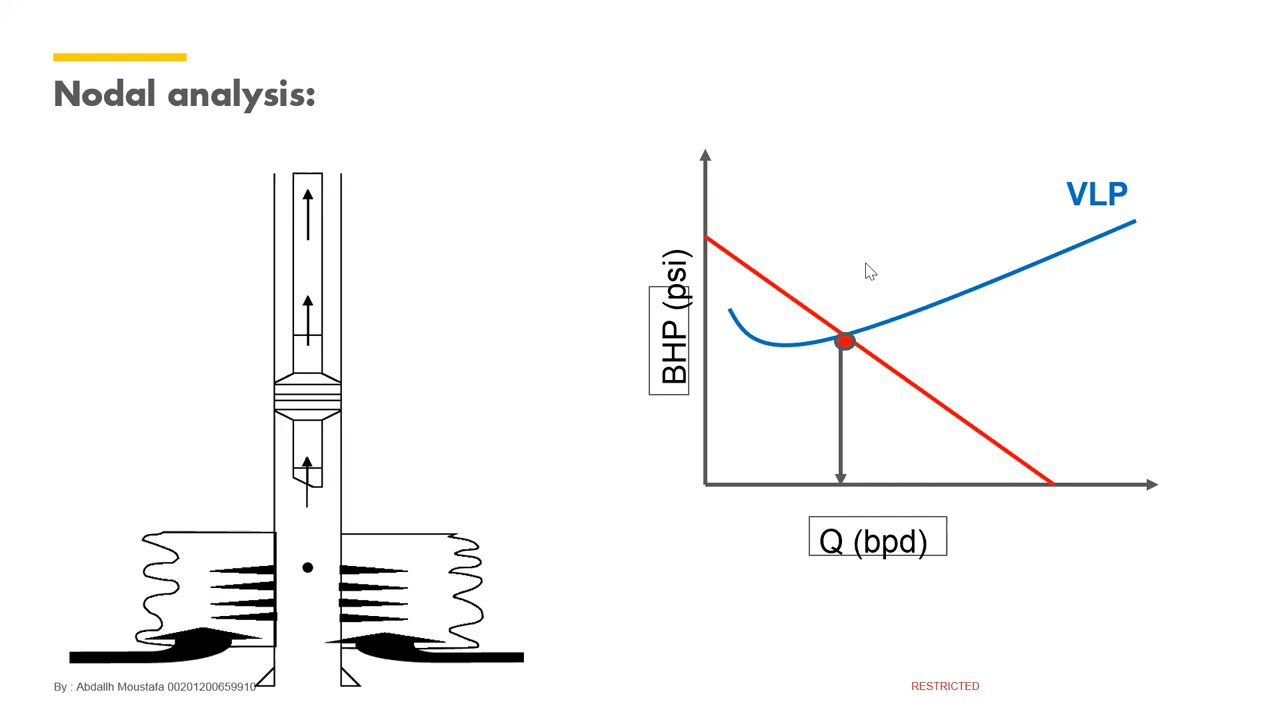 Nodal analysis:
VLP
BHP (psi)
Q (bpd)
By : Abdallh Moustafa 00201200659910
RESTRICTED